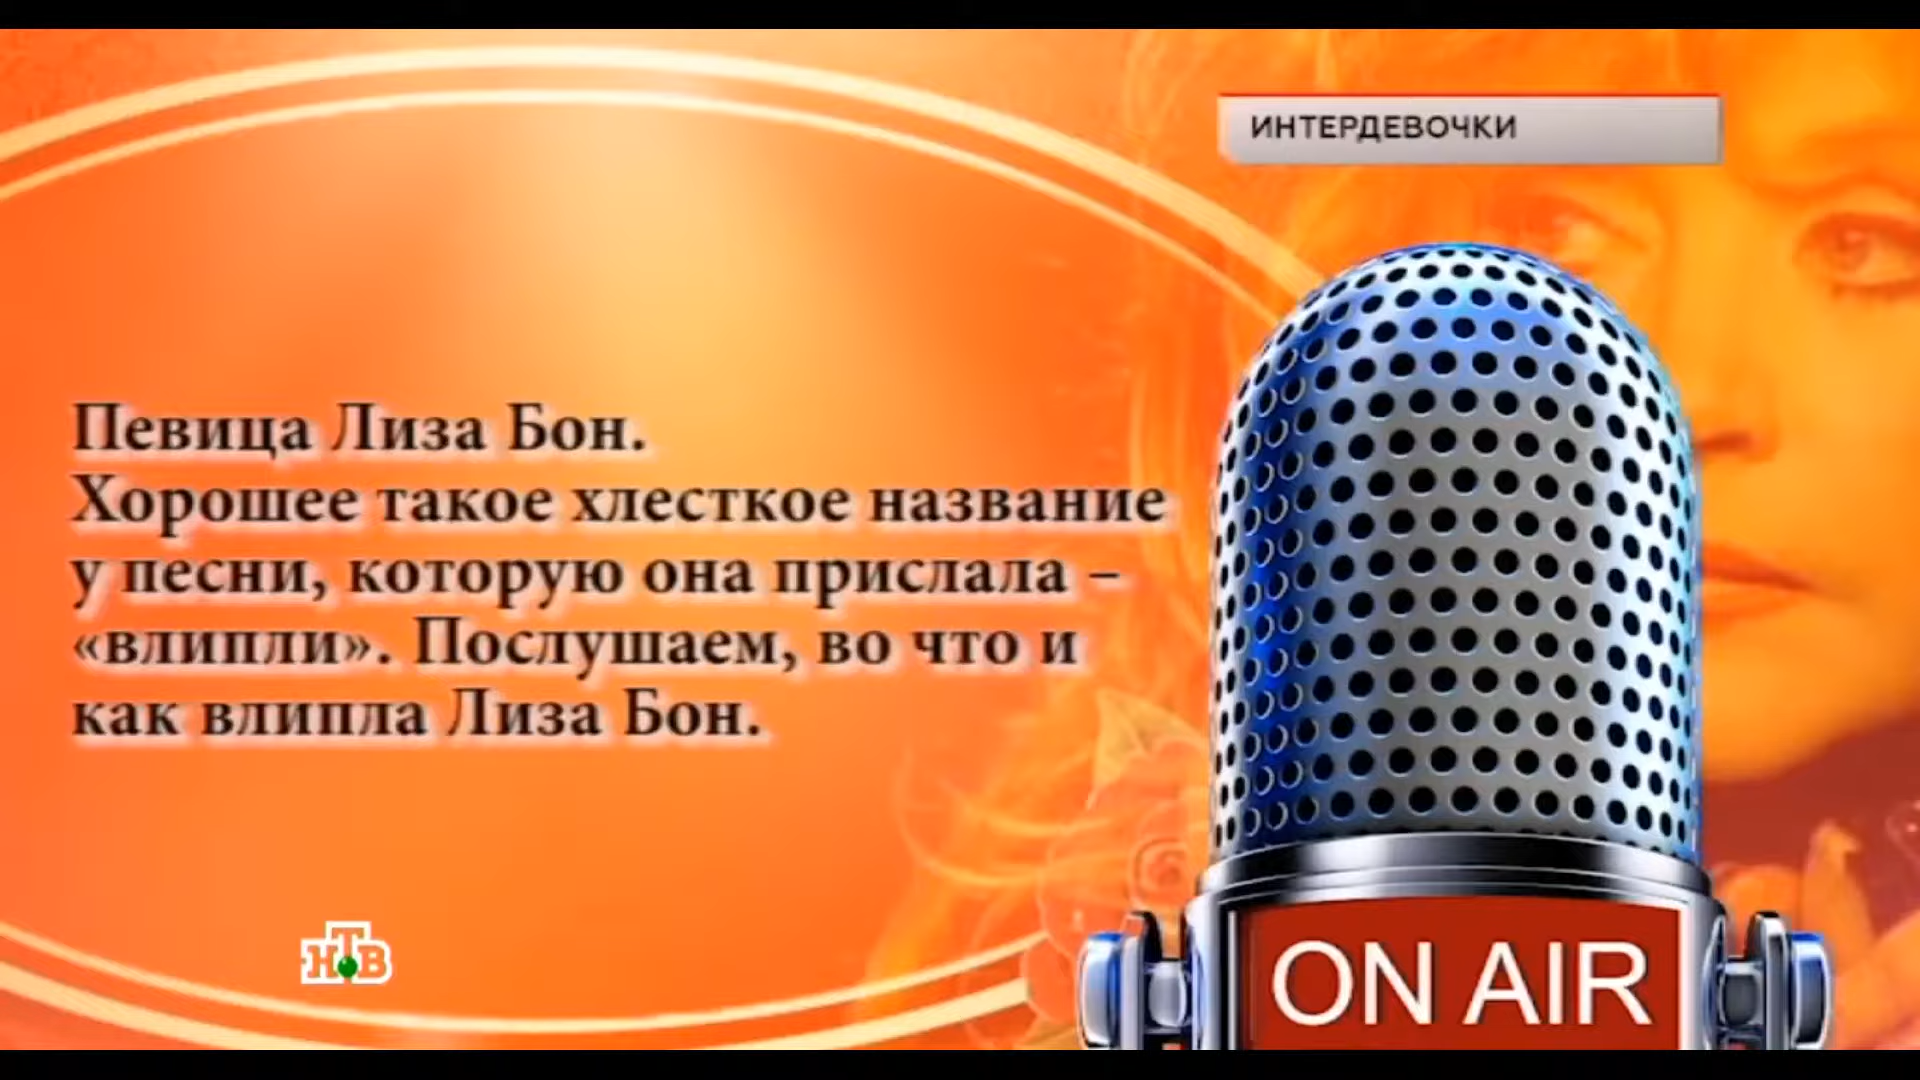 ИНТЕРДЕВОЧКИ
Певица Лиза Бон.
Хорошее такое хлесткое название
у песни, которую она прислала –
«влипли». Послушаем, во что и
как влипла Лиза Бон.
НТВ
ON AIR